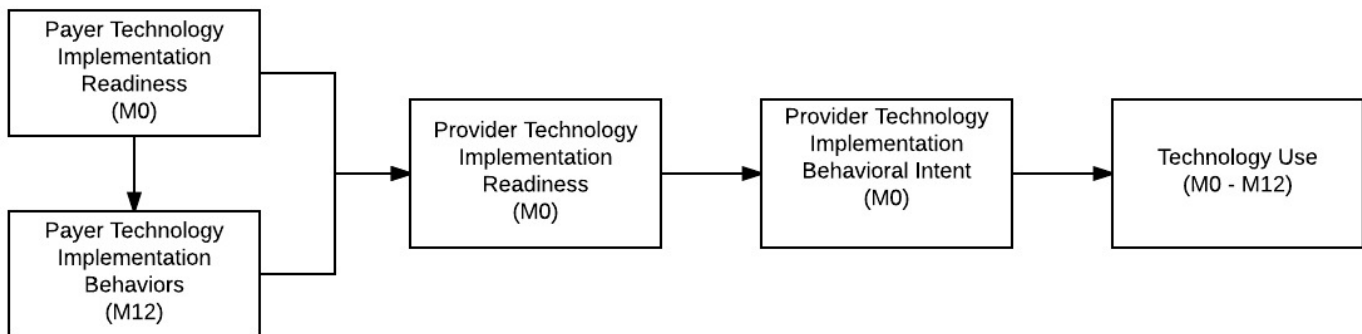 Payer Technology
Implementation
Readiness
(M0)
Payer Technology
Implementation
Behaviors
(M12)
Provider Technology
Implementation
Readiness
(M0)
Provider Technology
Implementation
Behavioral Intent
(M0)
Technology Use
(M0 - M12)